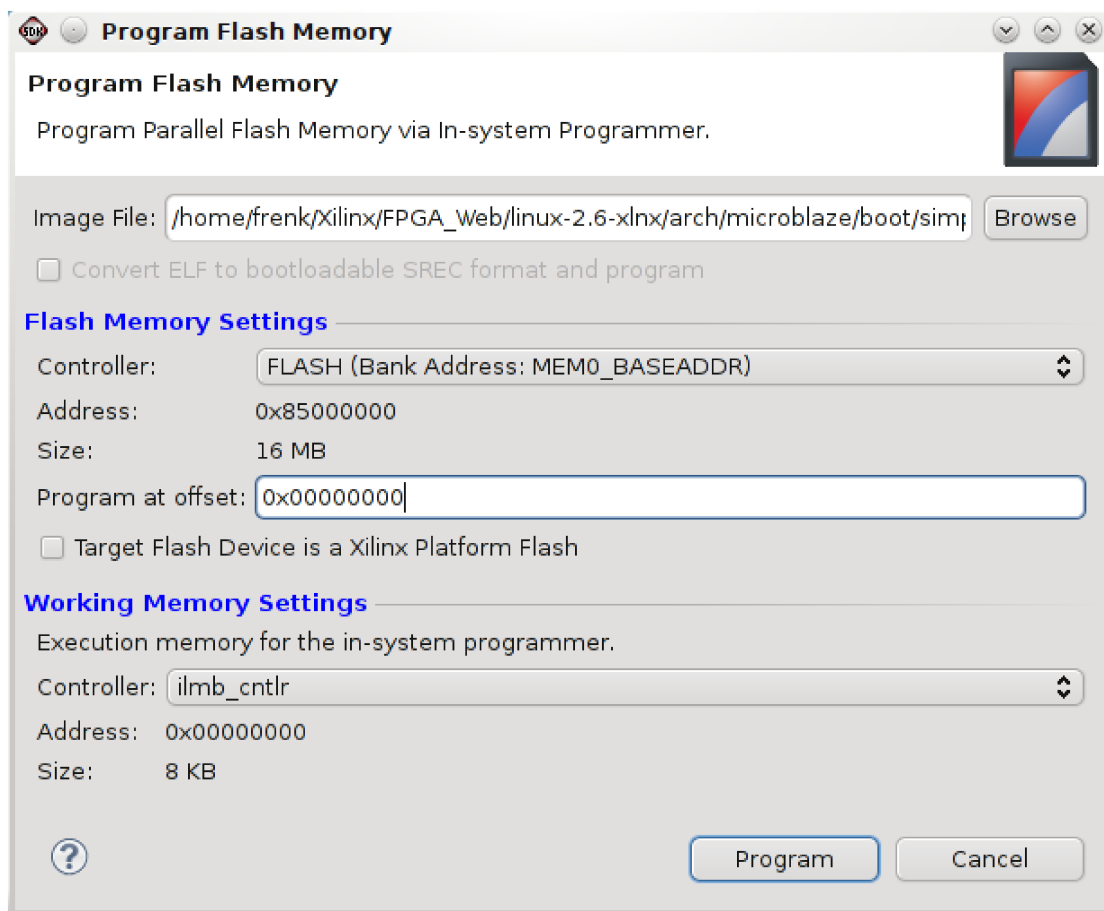 SDK Program Flash Memory
Program Flash Memory
Program Parallel Flash Memory via In-system Programmer.
Image File: /home/frenk/Xilinx/FPGA_Web/linux-2.6-xlnx/arch/microblaze/boot/simp Browse
Convert ELF to bootloadable SREC format and program
Flash Memory Settings
Controller: FLASH (Bank Address: MEM0_BASEADDR)
Address: 0x85000000
Size: 16 MB
Program at offset: 0x00000000
Target Flash Device is a Xilinx Platform Flash
Working Memory Settings
Execution memory for the in-system programmer.
Controller: ilmb_cntlr
Address: 0x00000000
Size: 8 KB
? Program Cancel